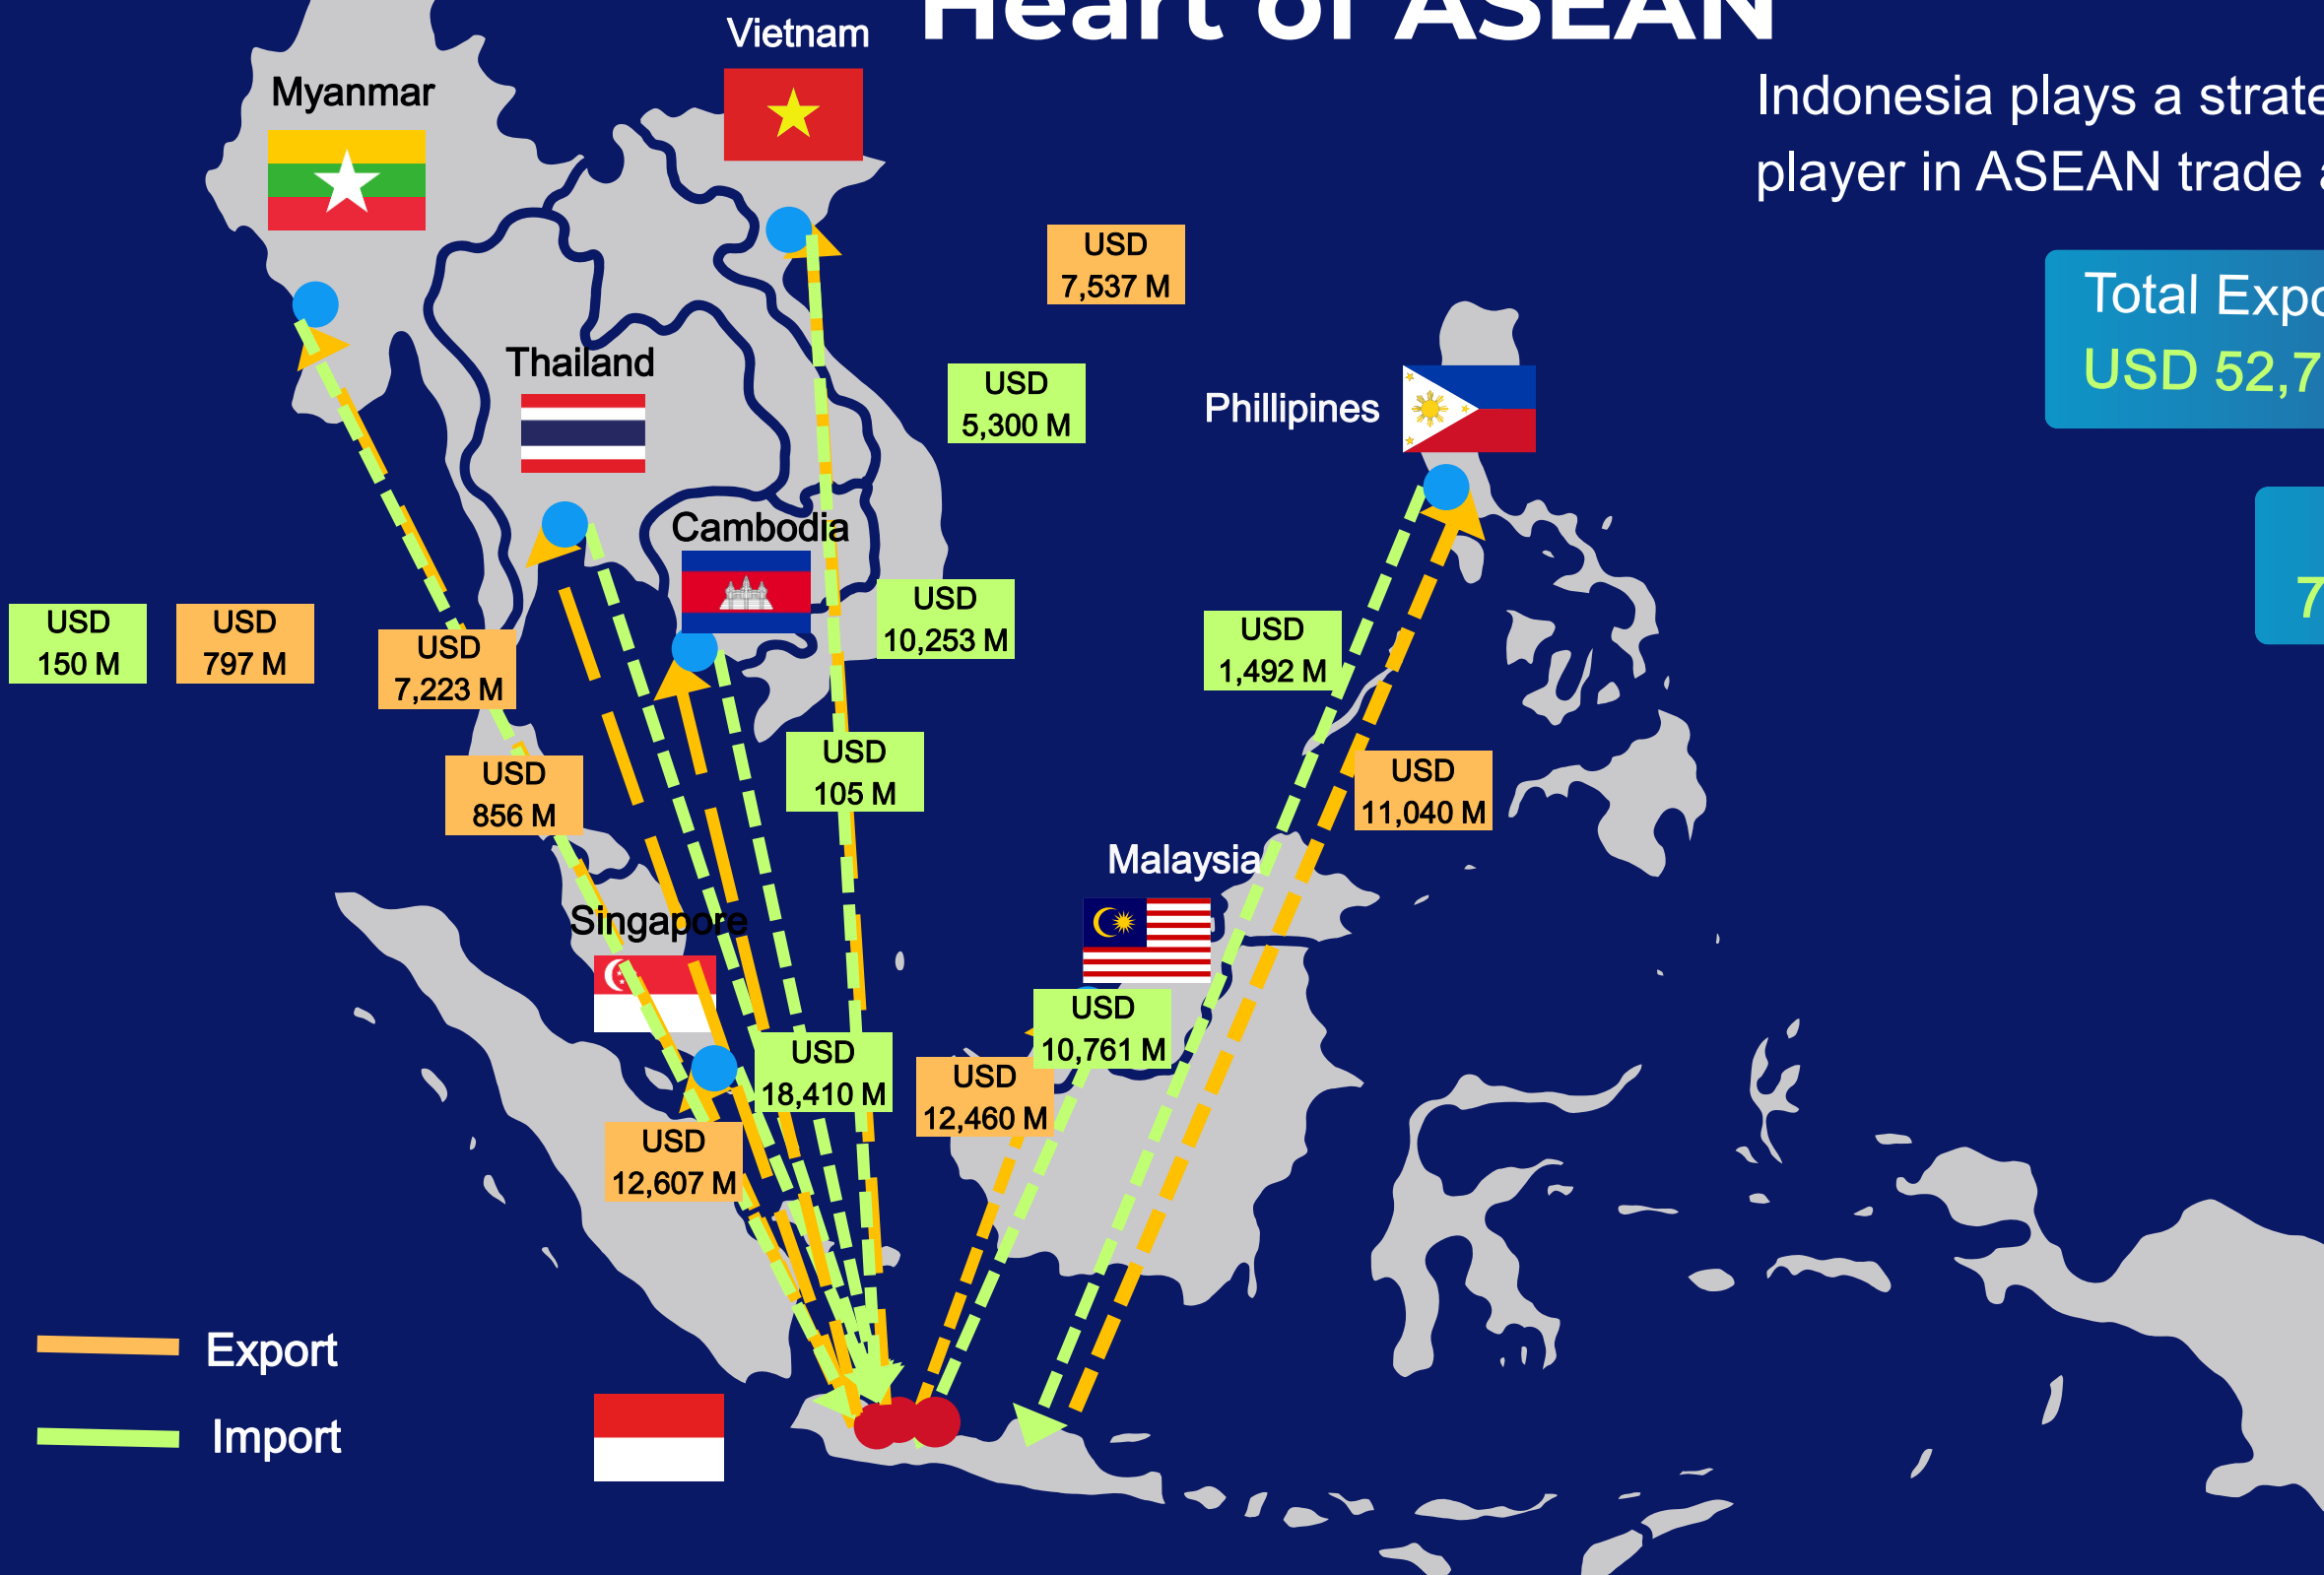 Heart of ASEAN
Vietnam
Indonesia plays a strate
player in ASEAN trade a
Myanmar
USD
7,537 M
Total Expo
USD 52,7
Thailand
USD
5,300 M
Phillipines
Cambodia
USD
150 M
USD
797 M
USD
7,223 M
USD
10,253 M
USD
1,492 M
7
USD
856 M
USD
105 M
USD
11,040 M
Malaysia
Singapore
USD
10,761 M
USD
18,410 M
USD
12,460 M
USD
12,607 M
Export
Import